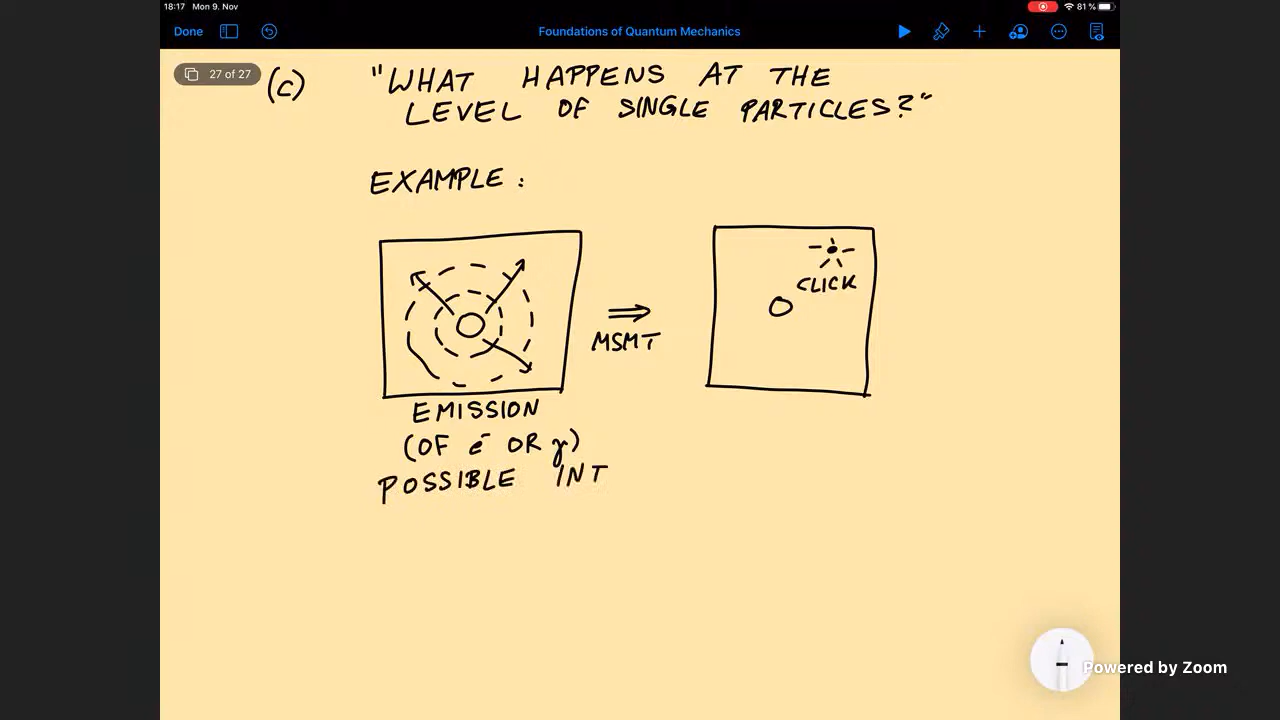 18:17 Mon 9. Nov
81 %
Done
Foundations of Quantum Mechanics
27 of 27
(c) "WHAT HAPPENS AT THE
LEVEL OF SINGLE PARTICLES?"
EXAMPLE :
CLICK
⇒
MSMT
EMISSION
(OF e⁻ OR γ)
POSSIBLE INT
Powered by Zoom